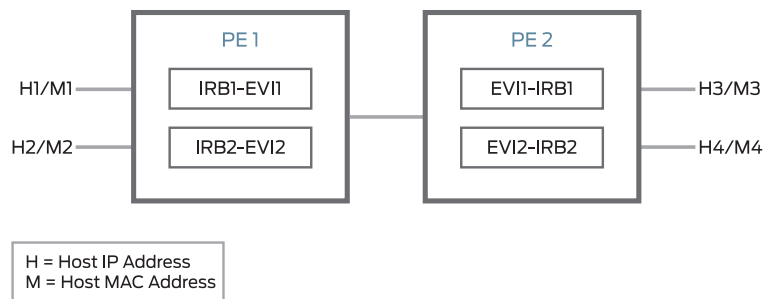 PE 1
PE 2
H1/M1
IRB1-EVI1
EVI1-IRB1
H3/M3
H2/M2
IRB2-EVI2
EVI2-IRB2
H4/M4
H = Host IP Address
M = Host MAC Address